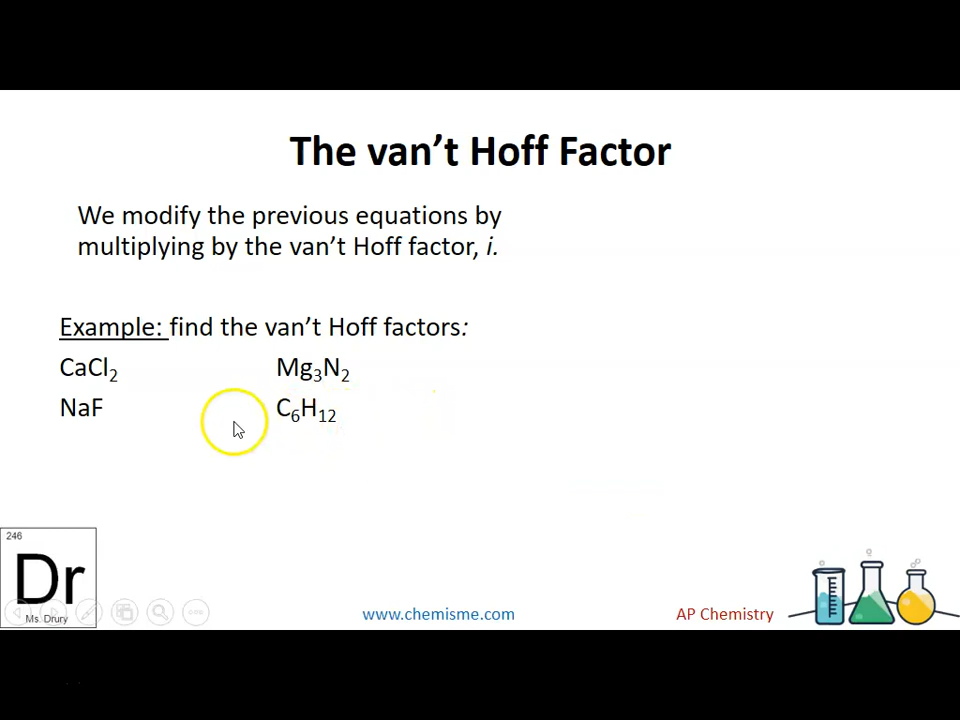 The van’t Hoff Factor
We modify the previous equations by
multiplying by the van’t Hoff factor, i.
Example: find the van’t Hoff factors:
CaCl₂ Mg₃N₂
NaF C₆H₁₂
246
Dr
Ms. Drury
www.chemisme.com
AP Chemistry